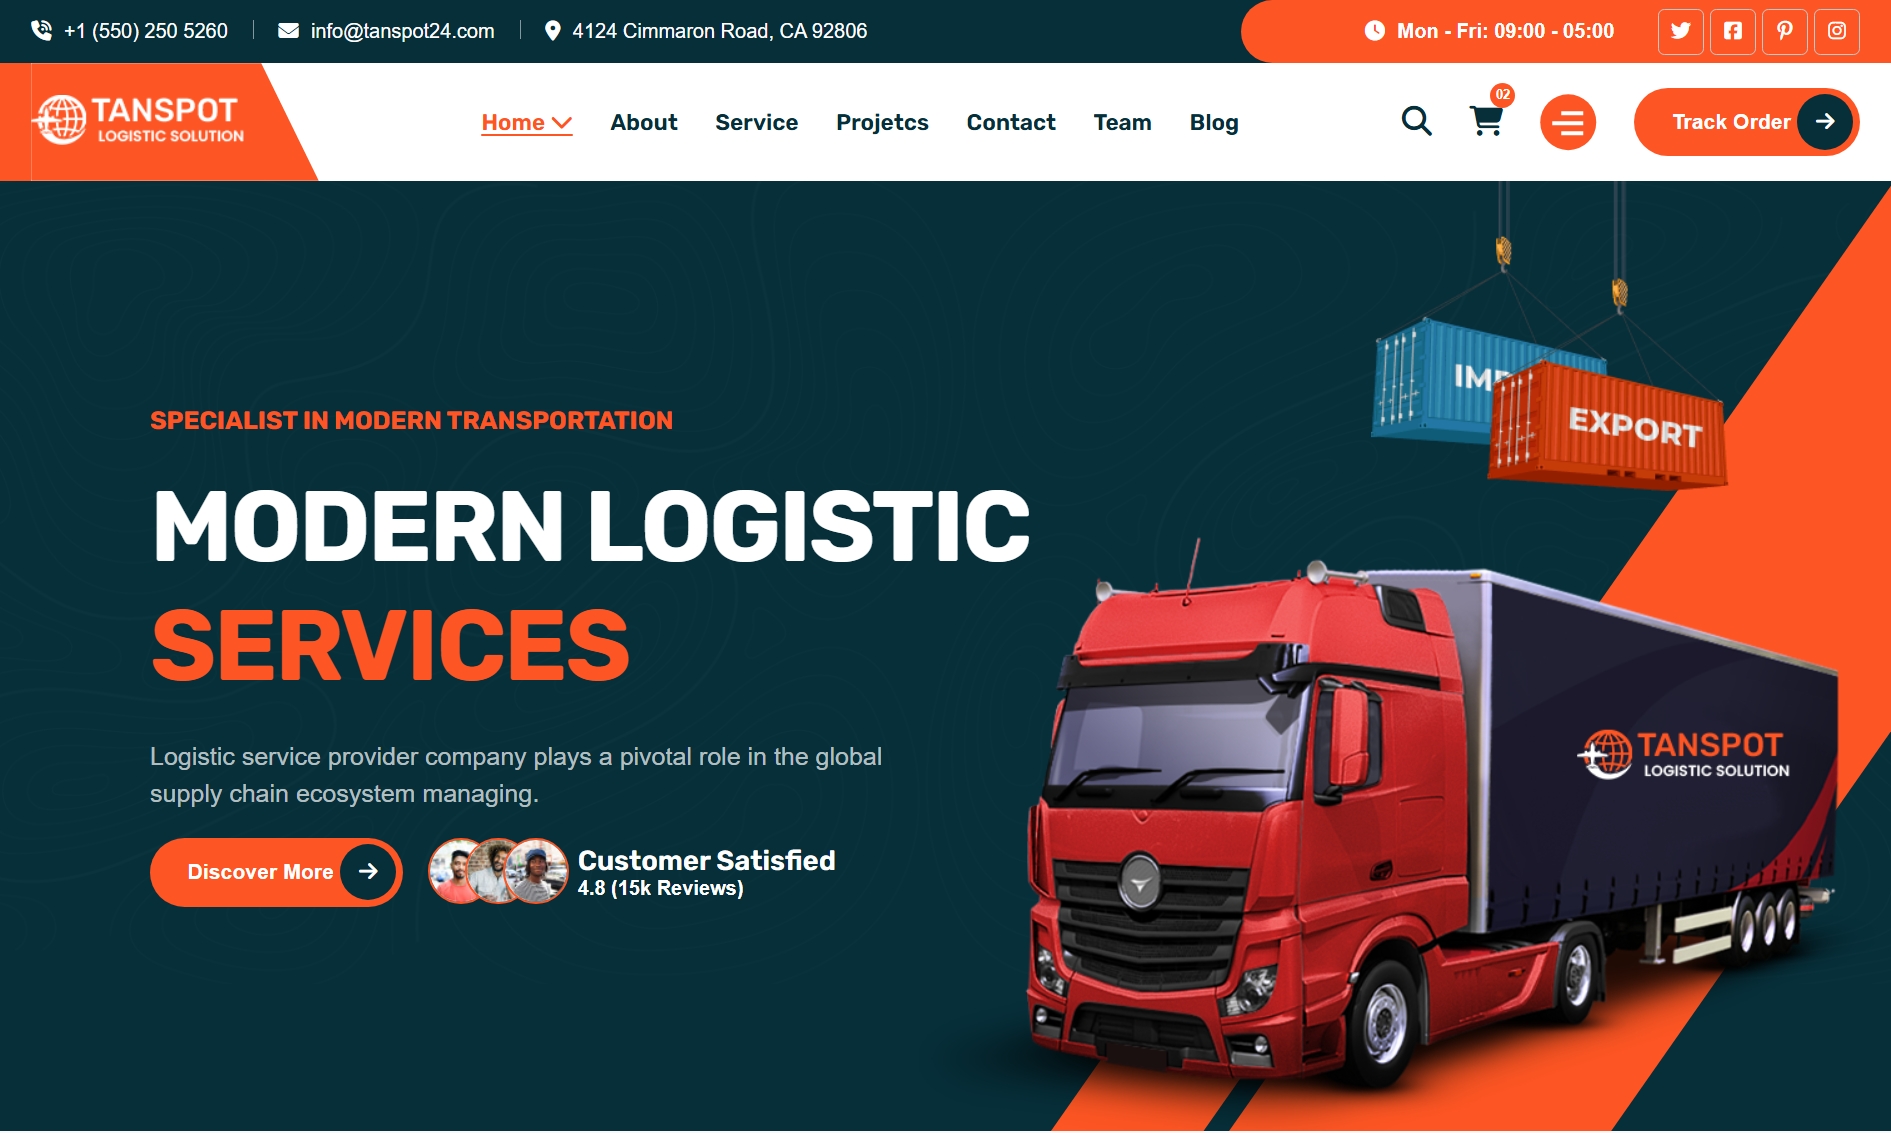 +1 (550) 250 5260
info@tanspot24.com
4124 Cimmaron Road, CA 92806
Mon - Fri: 09:00 - 05:00
TANSPOT
LOGISTIC SOLUTION
Home
About
Service
Projetcs
Contact
Team
Blog
02
Track Order
EXPORT
SPECIALIST IN MODERN TRANSPORTATION
MODERN LOGISTIC
SERVICES
Logistic service provider company plays a pivotal role in the global
supply chain ecosystem managing.
Discover More
Customer Satisfied
4.8 (15k Reviews)
TANSPOT
LOGISTIC SOLUTION